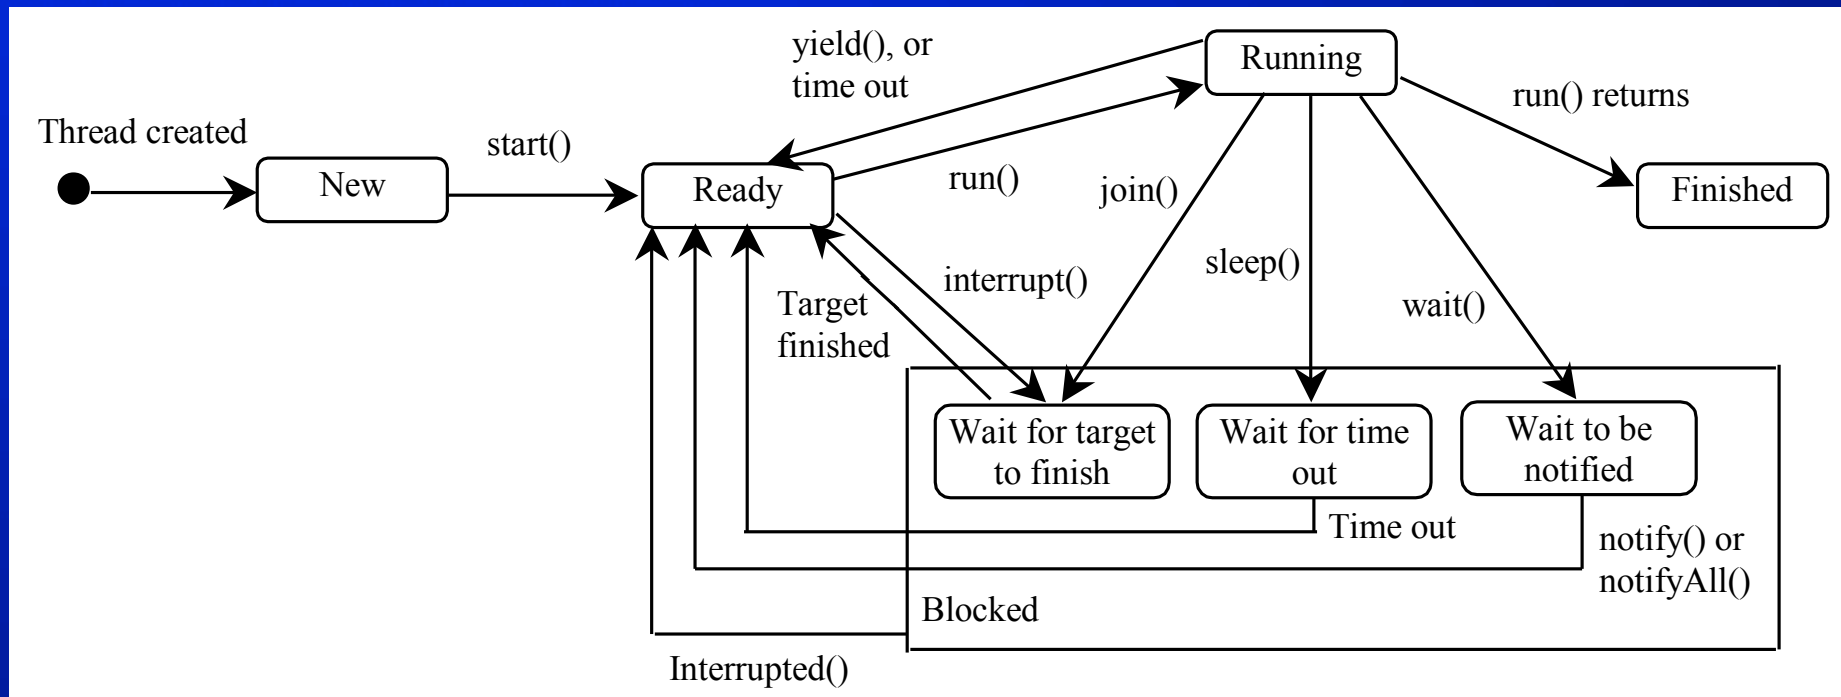 yield(), or
time out
Running
run() returns
Thread created
start()
New
Ready
run()
join()
Finished
interrupt()
sleep()
wait()
Target
finished
Wait for target
to finish
Wait for time
out
Wait to be
notified
Time out
notify() or
notifyAll()
Blocked
Interrupted()